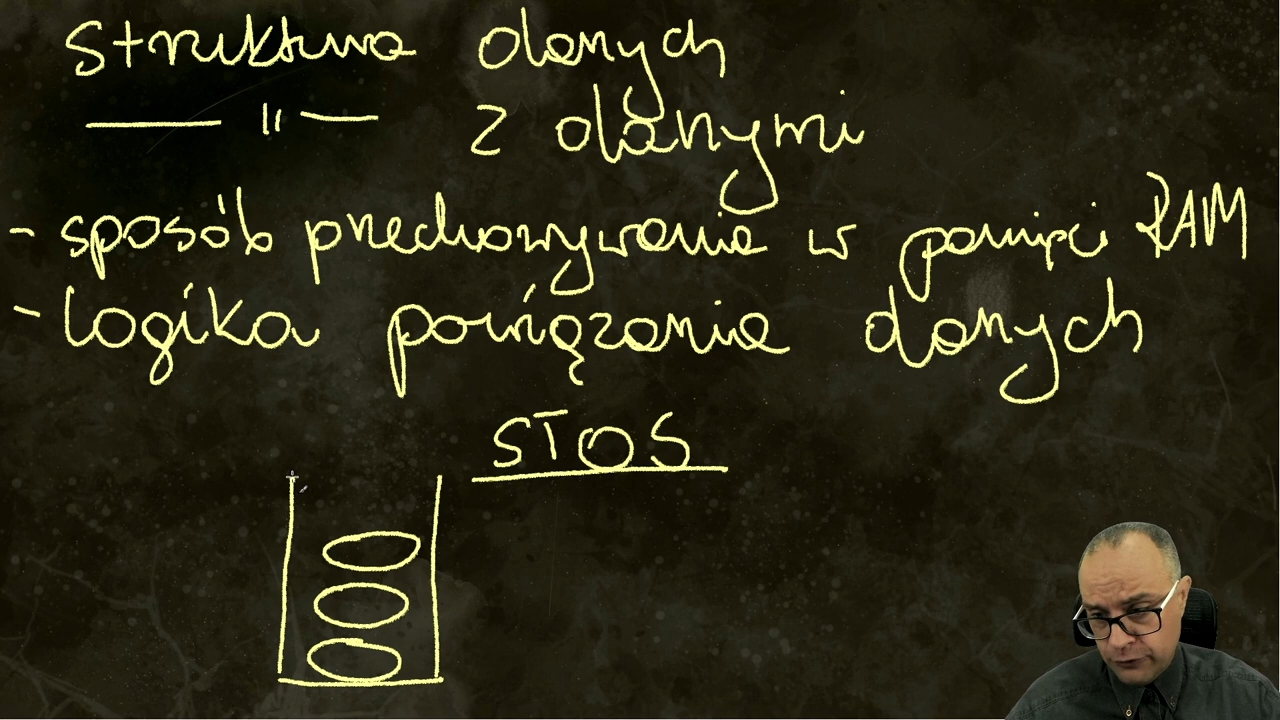 struktura danych
—— " —— z danymi
- sposób przechowywania w pamięci RAM
- logika powiązania danych
STOS